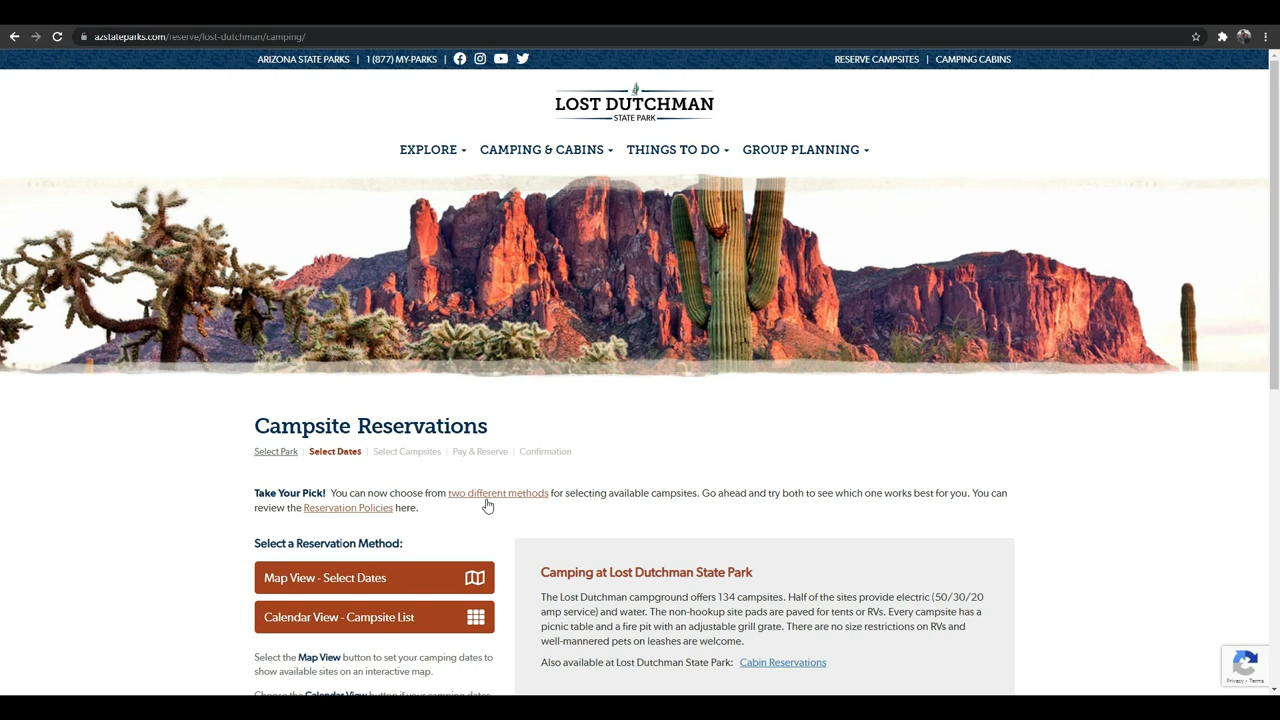 azstateparks.com/reserve/lost-dutchman/camping/
ARIZONA STATE PARKS | 1 (877) MY-PARKS |
RESERVE CAMPSITES | CAMPING CABINS
LOST DUTCHMAN
STATE PARK
EXPLORE CAMPING & CABINS THINGS TO DO GROUP PLANNING
Campsite Reservations
Select Park | Select Dates | Select Campsites | Pay & Reserve | Confirmation
Take Your Pick! You can now choose from two different methods for selecting available campsites. Go ahead and try both to see which one works best for you. You can
review the Reservation Policies here.
Select a Reservation Method:
Map View - Select Dates
Calendar View - Campsite List
Select the Map View button to set your camping dates to
show available sites on an interactive map.
Choose the Calendar View button if your camping dates
Camping at Lost Dutchman State Park
The Lost Dutchman campground offers 134 campsites. Half of the sites provide electric (50/30/20
amp service) and water. The non-hookup site pads are paved for tents or RVs. Every campsite has a
picnic table and a fire pit with an adjustable grill grate. There are no size restrictions on RVs and
well-mannered pets on leashes are welcome.
Also available at Lost Dutchman State Park: Cabin Reservations
Privacy - Terms